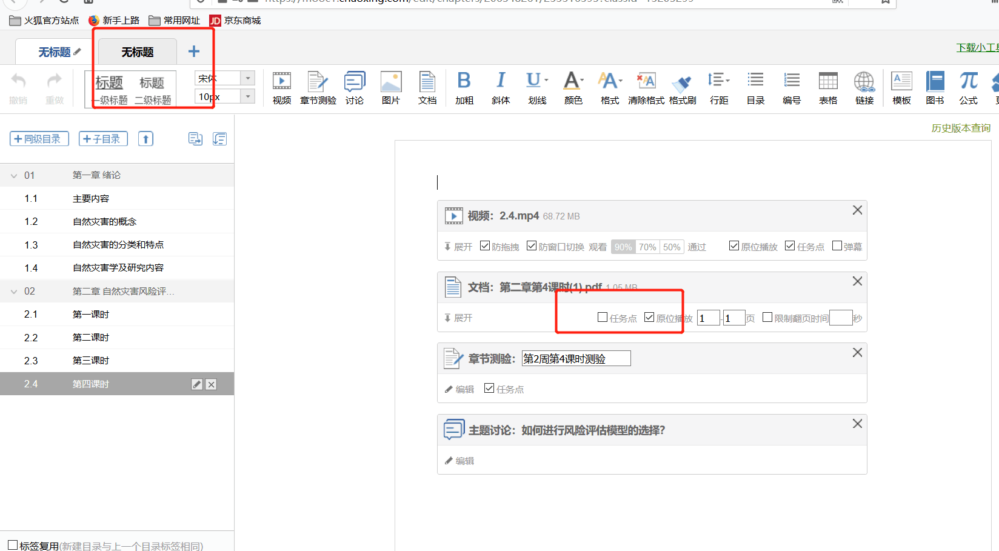 火狐官方站点 新手上路 常用网址 JD 京东商城
无标题 无标题 +
下载小工具
撤销 重做
标题 标题
一级标题 二级标题
宋体
10px
视频 章节测验 讨论 图片 文档
B 加粗 I 斜体 U 划线 A 颜色 AA 格式 清除格式 格式刷 行距 目录 编号 表格 链接 模板 图书 π 公式
+同级目录 +子目录
历史版本查询
01 第一章 绪论
1.1 主要内容
1.2 自然灾害的概念
1.3 自然灾害的分类和特点
1.4 自然灾害学及研究内容
02 第二章 自然灾害风险评...
2.1 第一课时
2.2 第二课时
2.3 第三课时
2.4 第四课时
标签复用(新建目录与上一个目录标签相同)
视频：2.4.mp4 68.72 MB
展开 防拖拽 防窗口切换 观看 90% 70% 50% 通过 原位播放 任务点 弹幕
文档：第二章第4课时(1).pdf 1.05 MB
展开 任务点 原位播放 1 - 1 页 限制翻页时间 秒
章节测验：第2周第4课时测验
编辑 任务点
主题讨论：如何进行风险评估模型的选择?
编辑